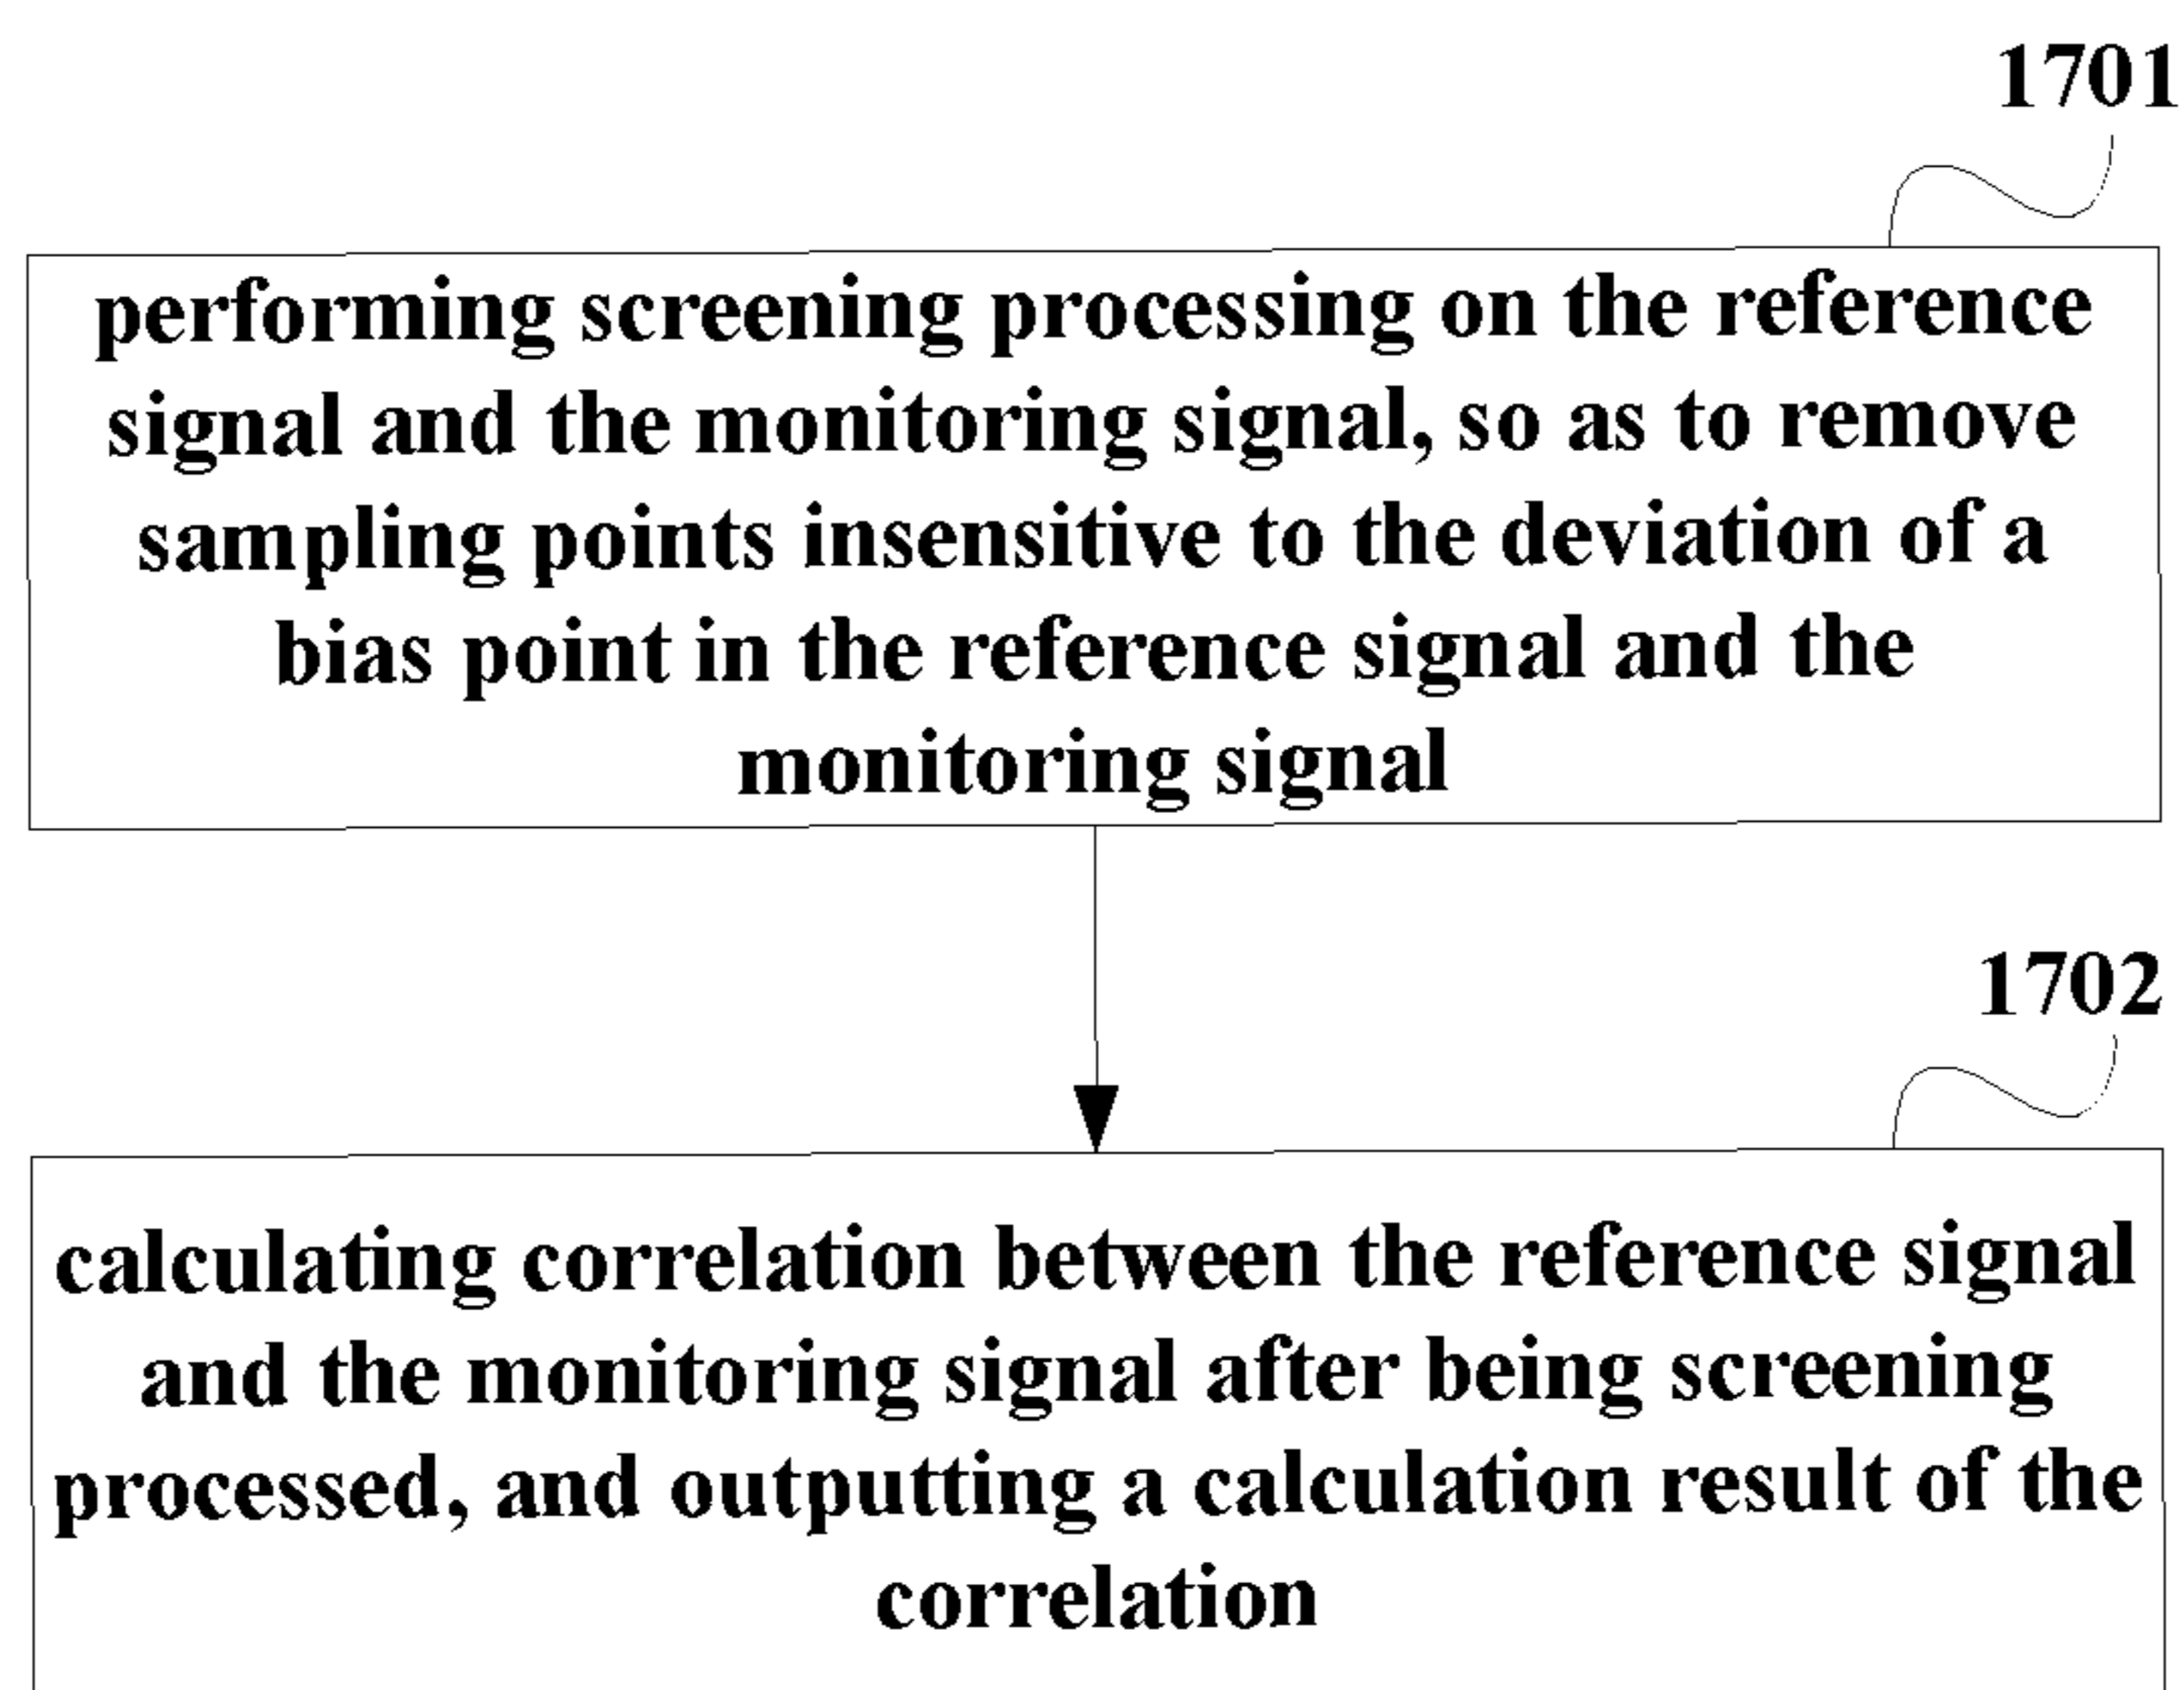 1701
performing screening processing on the reference
signal and the monitoring signal, so as to remove
sampling points insensitive to the deviation of a
bias point in the reference signal and the
monitoring signal
1702
calculating correlation between the reference signal
and the monitoring signal after being screening
processed, and outputting a calculation result of the
correlation